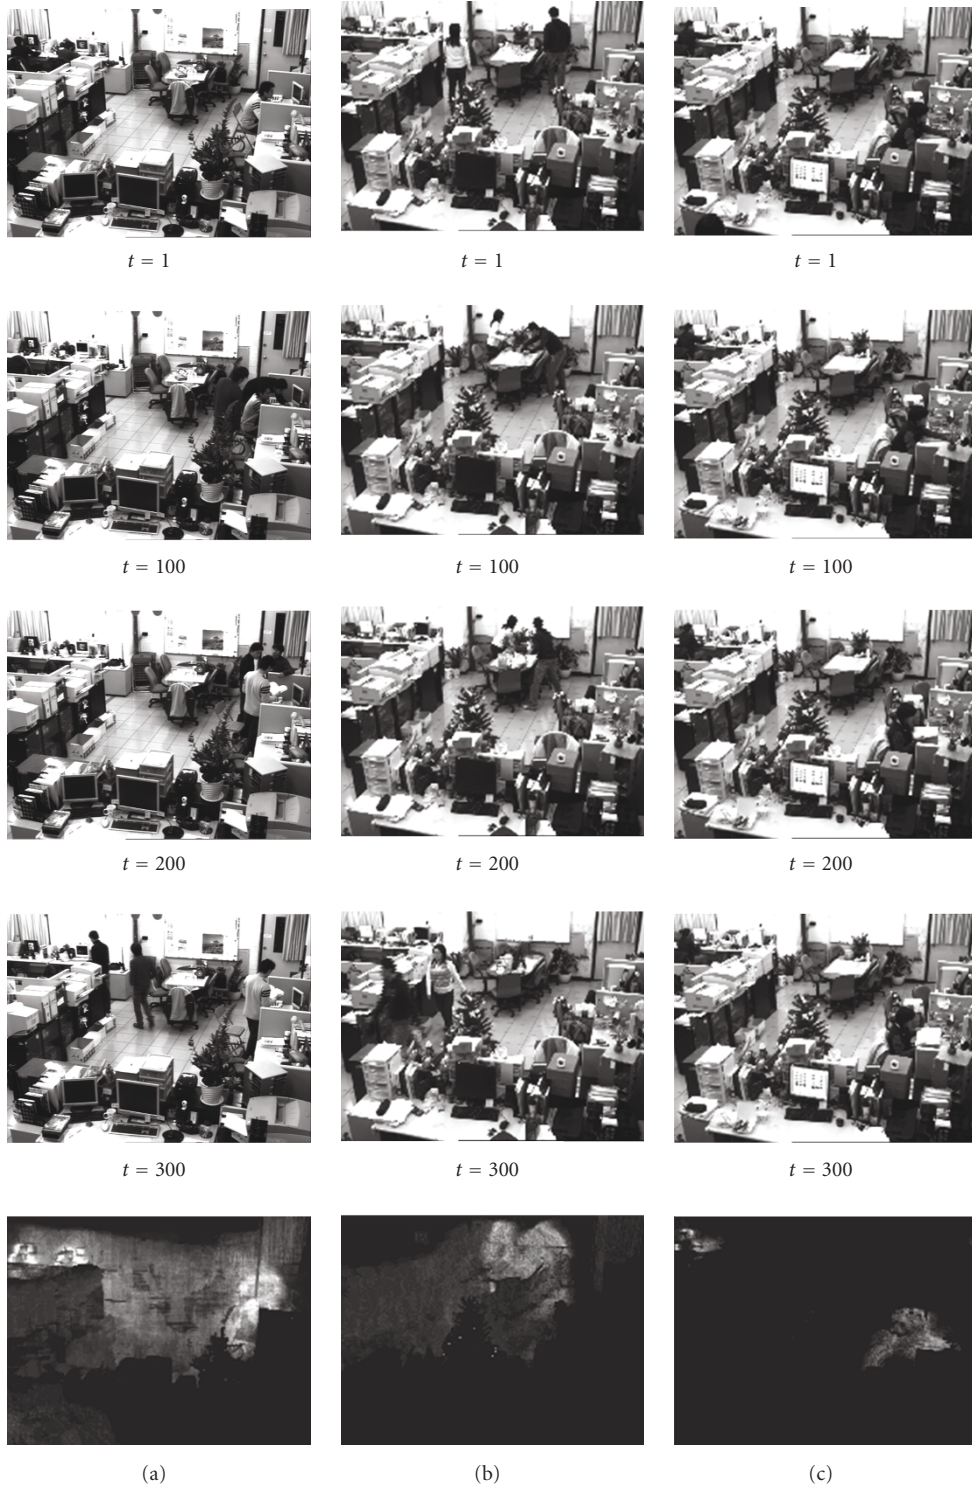 t = 1 t = 1 t = 1
t = 100 t = 100 t = 100
t = 200 t = 200 t = 200
t = 300 t = 300 t = 300
(a) (b) (c)